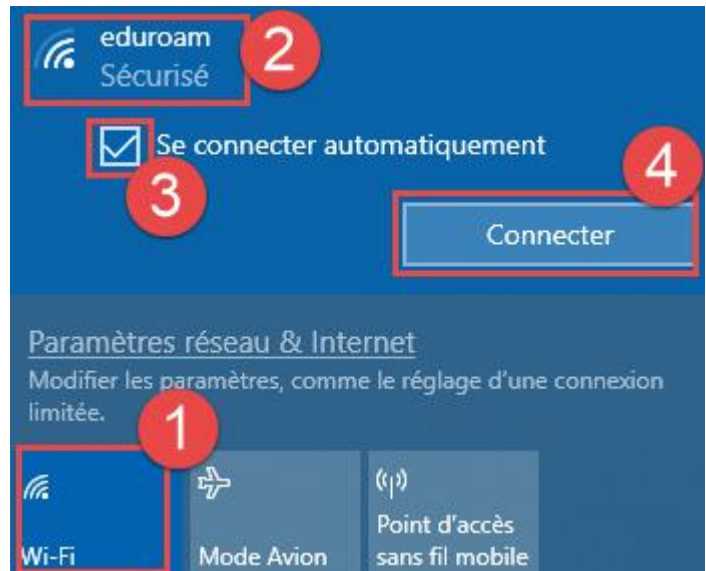 eduroam
2
Sécurisé
Se connecter automatiquement
3
4
Connecter
Paramètres réseau & Internet
Modifier les paramètres, comme le réglage d'une connexion
limitée.
1
Wi-Fi
Mode Avion
Point d'accès
sans fil mobile